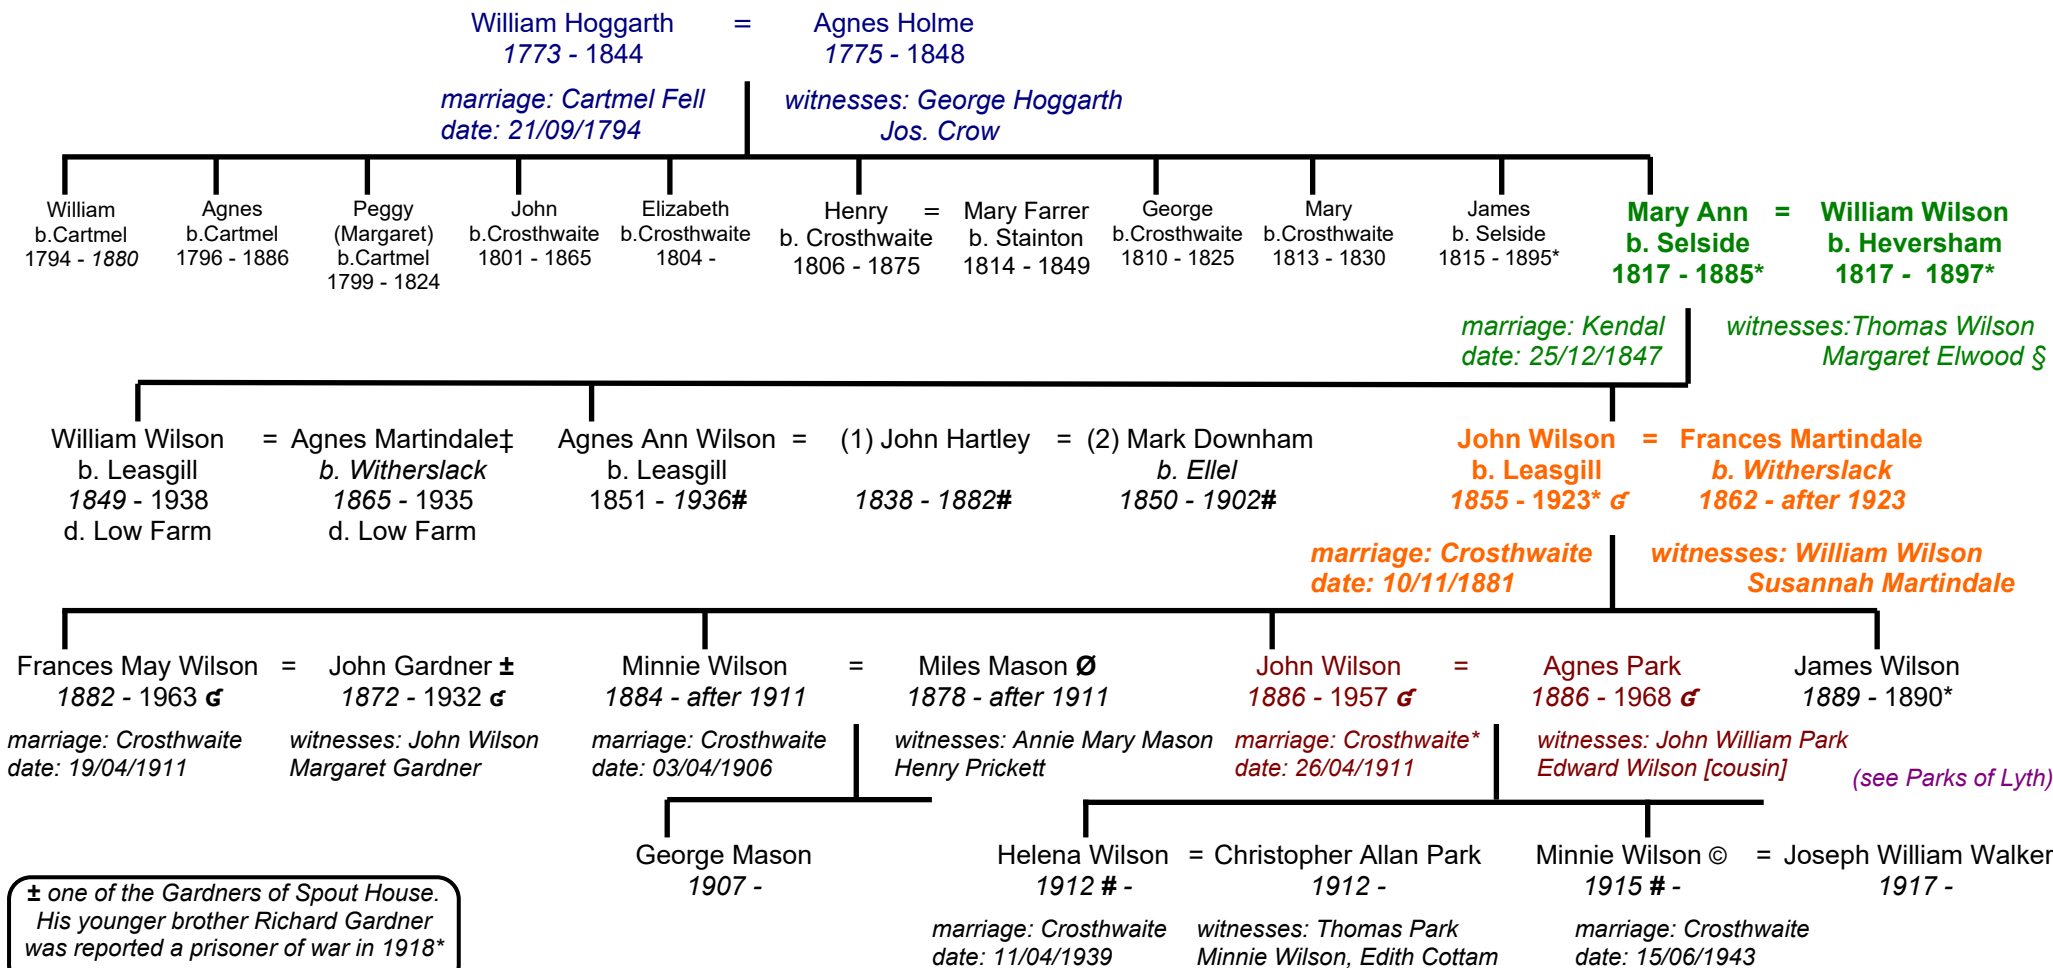 William Hoggarth = Agnes Holme
1773 - 1844 1775 - 1848
marriage: Cartmel Fell witnesses: George Hoggarth
date: 21/09/1794 Jos. Crow
William Agnes Peggy John Elizabeth Henry = Mary Farrer George Mary James Mary Ann = William Wilson
b.Cartmel b.Cartmel (Margaret) b.Crosthwaite b.Crosthwaite b. Crosthwaite b. Stainton b.Crosthwaite b.Crosthwaite b. Selside b. Selside b. Heversham
1794 - 1880 1796 - 1886 b.Cartmel 1801 - 1865 1804 - 1806 - 1875 1814 - 1849 1810 - 1825 1813 - 1830 1815 - 1895* 1817 - 1885* 1817 - 1897*
1799 - 1824
marriage: Kendal witnesses:Thomas Wilson
date: 25/12/1847 Margaret Elwood §
William Wilson = Agnes Martindale‡ Agnes Ann Wilson = (1) John Hartley = (2) Mark Downham John Wilson = Frances Martindale
b. Leasgill b. Witherslack b. Leasgill b. Ellel b. Leasgill b. Witherslack
1849 - 1938 1865 - 1935 1851 - 1936# 1838 - 1882# 1850 - 1902# 1855 - 1923* ɠ 1862 - after 1923
d. Low Farm d. Low Farm
marriage: Crosthwaite witnesses: William Wilson
date: 10/11/1881 Susannah Martindale
Frances May Wilson = John Gardner ± Minnie Wilson = Miles Mason Ø John Wilson = Agnes Park James Wilson
1882 - 1963 ɠ 1872 - 1932 ɠ 1884 - after 1911 1878 - after 1911 1886 - 1957 ɠ 1886 - 1968 ɠ 1889 - 1890*
marriage: Crosthwaite witnesses: John Wilson marriage: Crosthwaite witnesses: Annie Mary Mason marriage: Crosthwaite* witnesses: John William Park
date: 19/04/1911 Margaret Gardner date: 03/04/1906 Henry Prickett date: 26/04/1911 Edward Wilson [cousin] (see Parks of Lyth)
George Mason Helena Wilson = Christopher Allan Park Minnie Wilson © = Joseph William Walker
1907 - 1912 # - 1912 - 1915 # - 1917 -
marriage: Crosthwaite witnesses: Thomas Park marriage: Crosthwaite
date: 11/04/1939 Minnie Wilson, Edith Cottam date: 15/06/1943
± one of the Gardners of Spout House.
His younger brother Richard Gardner
was reported a prisoner of war in 1918*